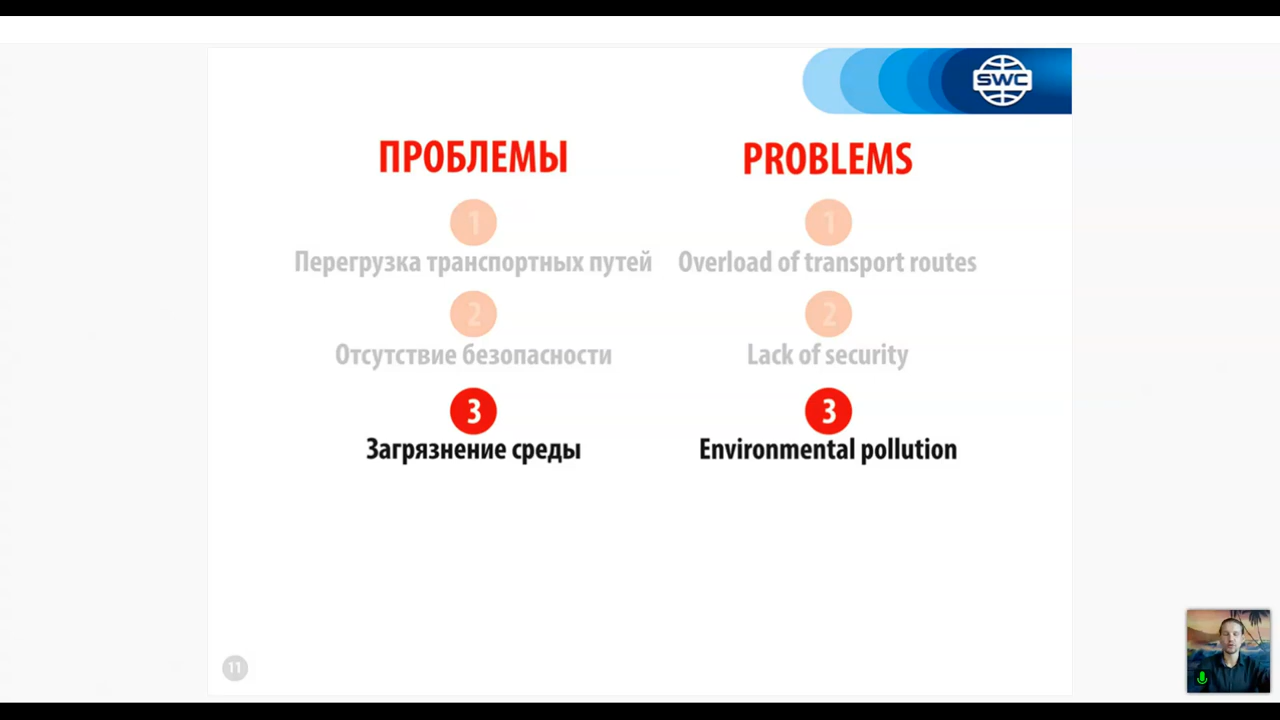 SWC
ПРОБЛЕМЫ
1
Перегрузка транспортных путей
2
Отсутствие безопасности
3
Загрязнение среды
PROBLEMS
1
Overload of transport routes
2
Lack of security
3
Environmental pollution
11